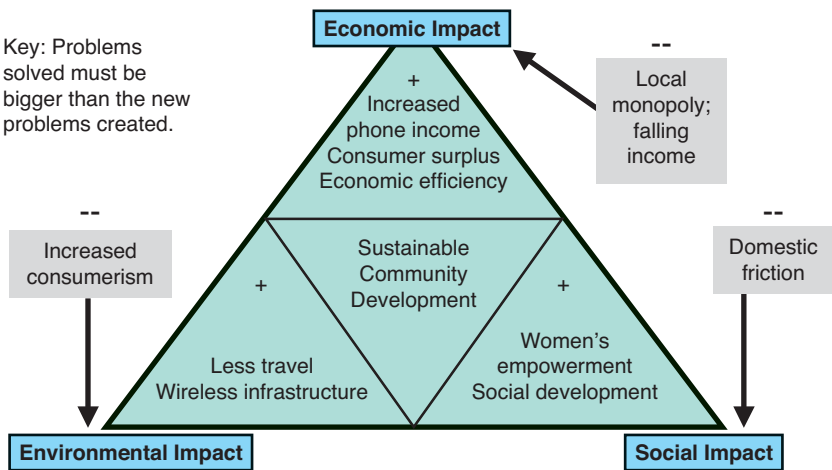 Economic Impact
Key: Problems
solved must be
bigger than the new
problems created.
--
Local
monopoly;
falling
income
+
Increased
phone income
Consumer surplus
Economic efficiency
--
Increased
consumerism
Sustainable
Community
Development
--
Domestic
friction
+
Less travel
Wireless infrastructure
+
Women's
empowerment
Social development
Environmental Impact
Social Impact